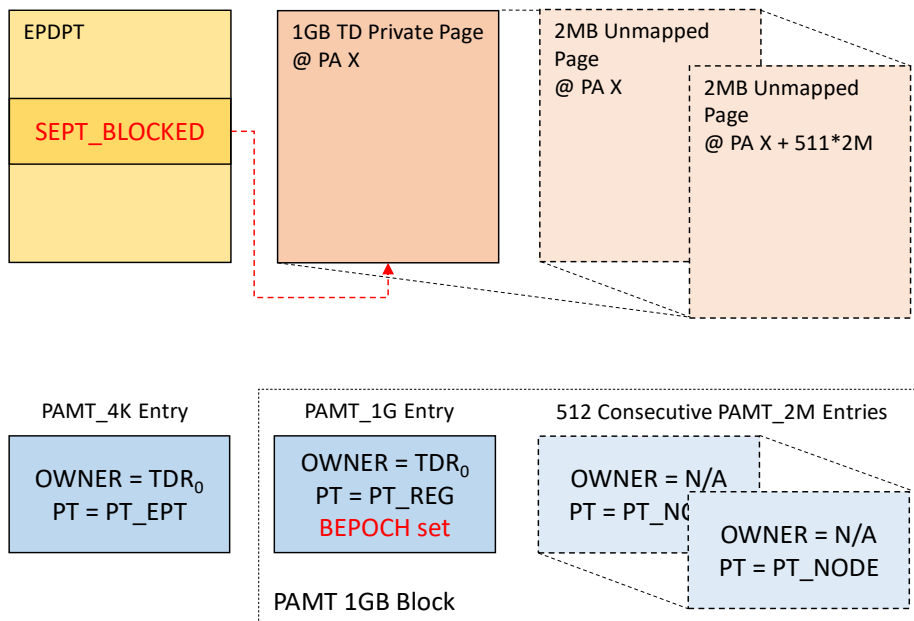 EPDPT
SEPT_BLOCKED
1GB TD Private Page
@ PA X
2MB Unmapped
Page
@ PA X
2MB Unmapped
Page
@ PA X + 511*2M
PAMT_4K Entry
OWNER = TDR₀
PT = PT_EPT
PAMT_1G Entry
OWNER = TDR₀
PT = PT_REG
BEPOCH set
PAMT 1GB Block
512 Consecutive PAMT_2M Entries
OWNER = N/A
PT = PT_NO
OWNER = N/A
PT = PT_NODE